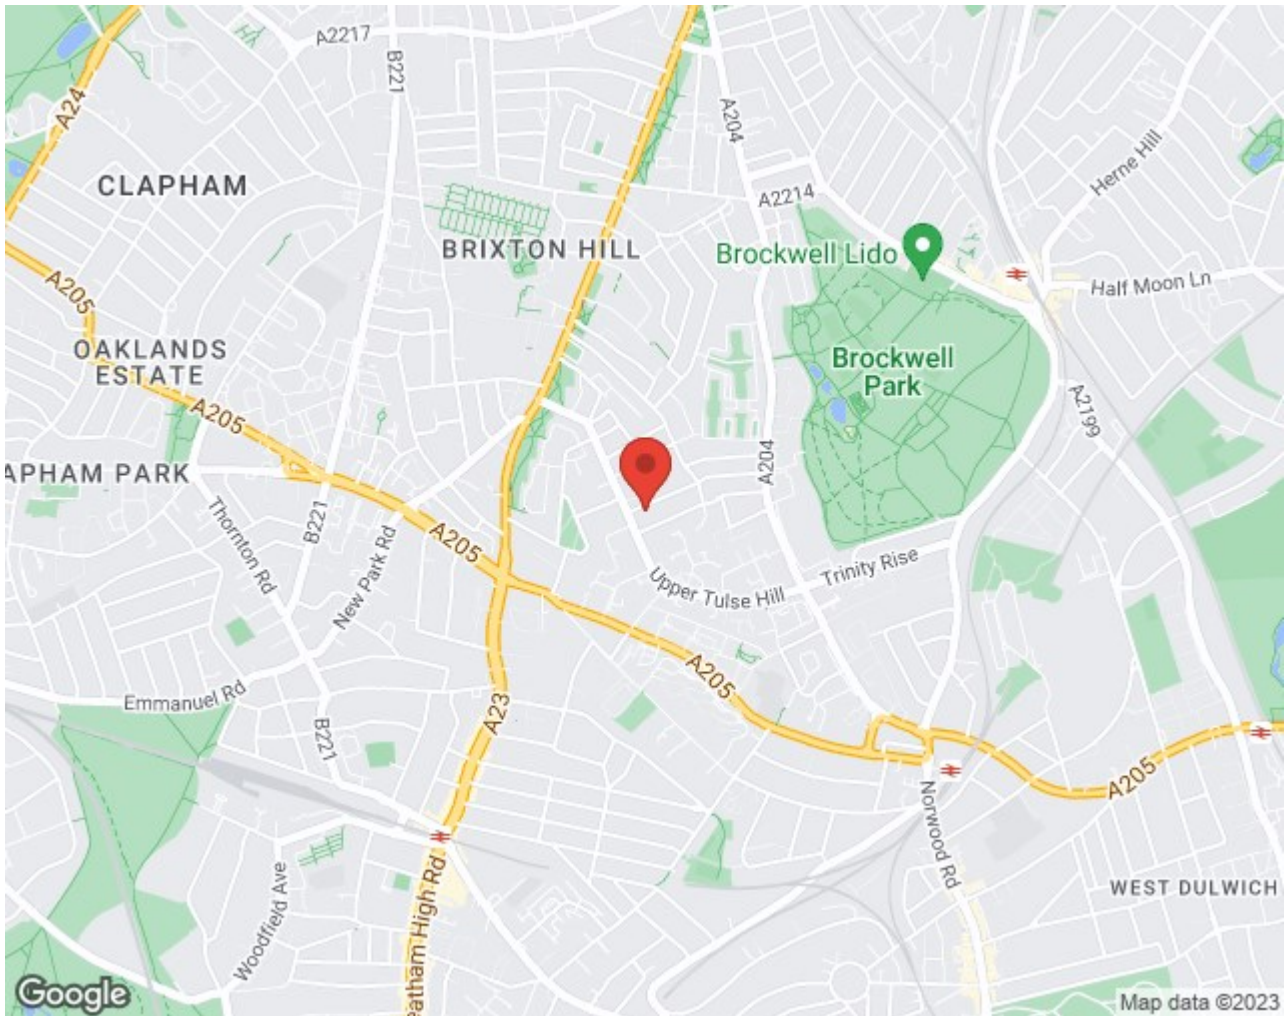 A2217
B221
A24
A204
Herne Hill
CLAPHAM
A2214
BRIXTON HILL
Brockwell Lido
Half Moon Ln
A205
OAKLANDS
ESTATE
Brockwell
Park
A205
A2199
A204
APHAM PARK
Thornton Rd
B221
New Park Rd
A205
Trinity Rise
Upper Tulse Hill
A205
Emmanuel Rd
A23
B221
A205
Norwood Rd
Woodfield Ave
eatham High Rd
WEST DULWICH
Google
Map data ©2023